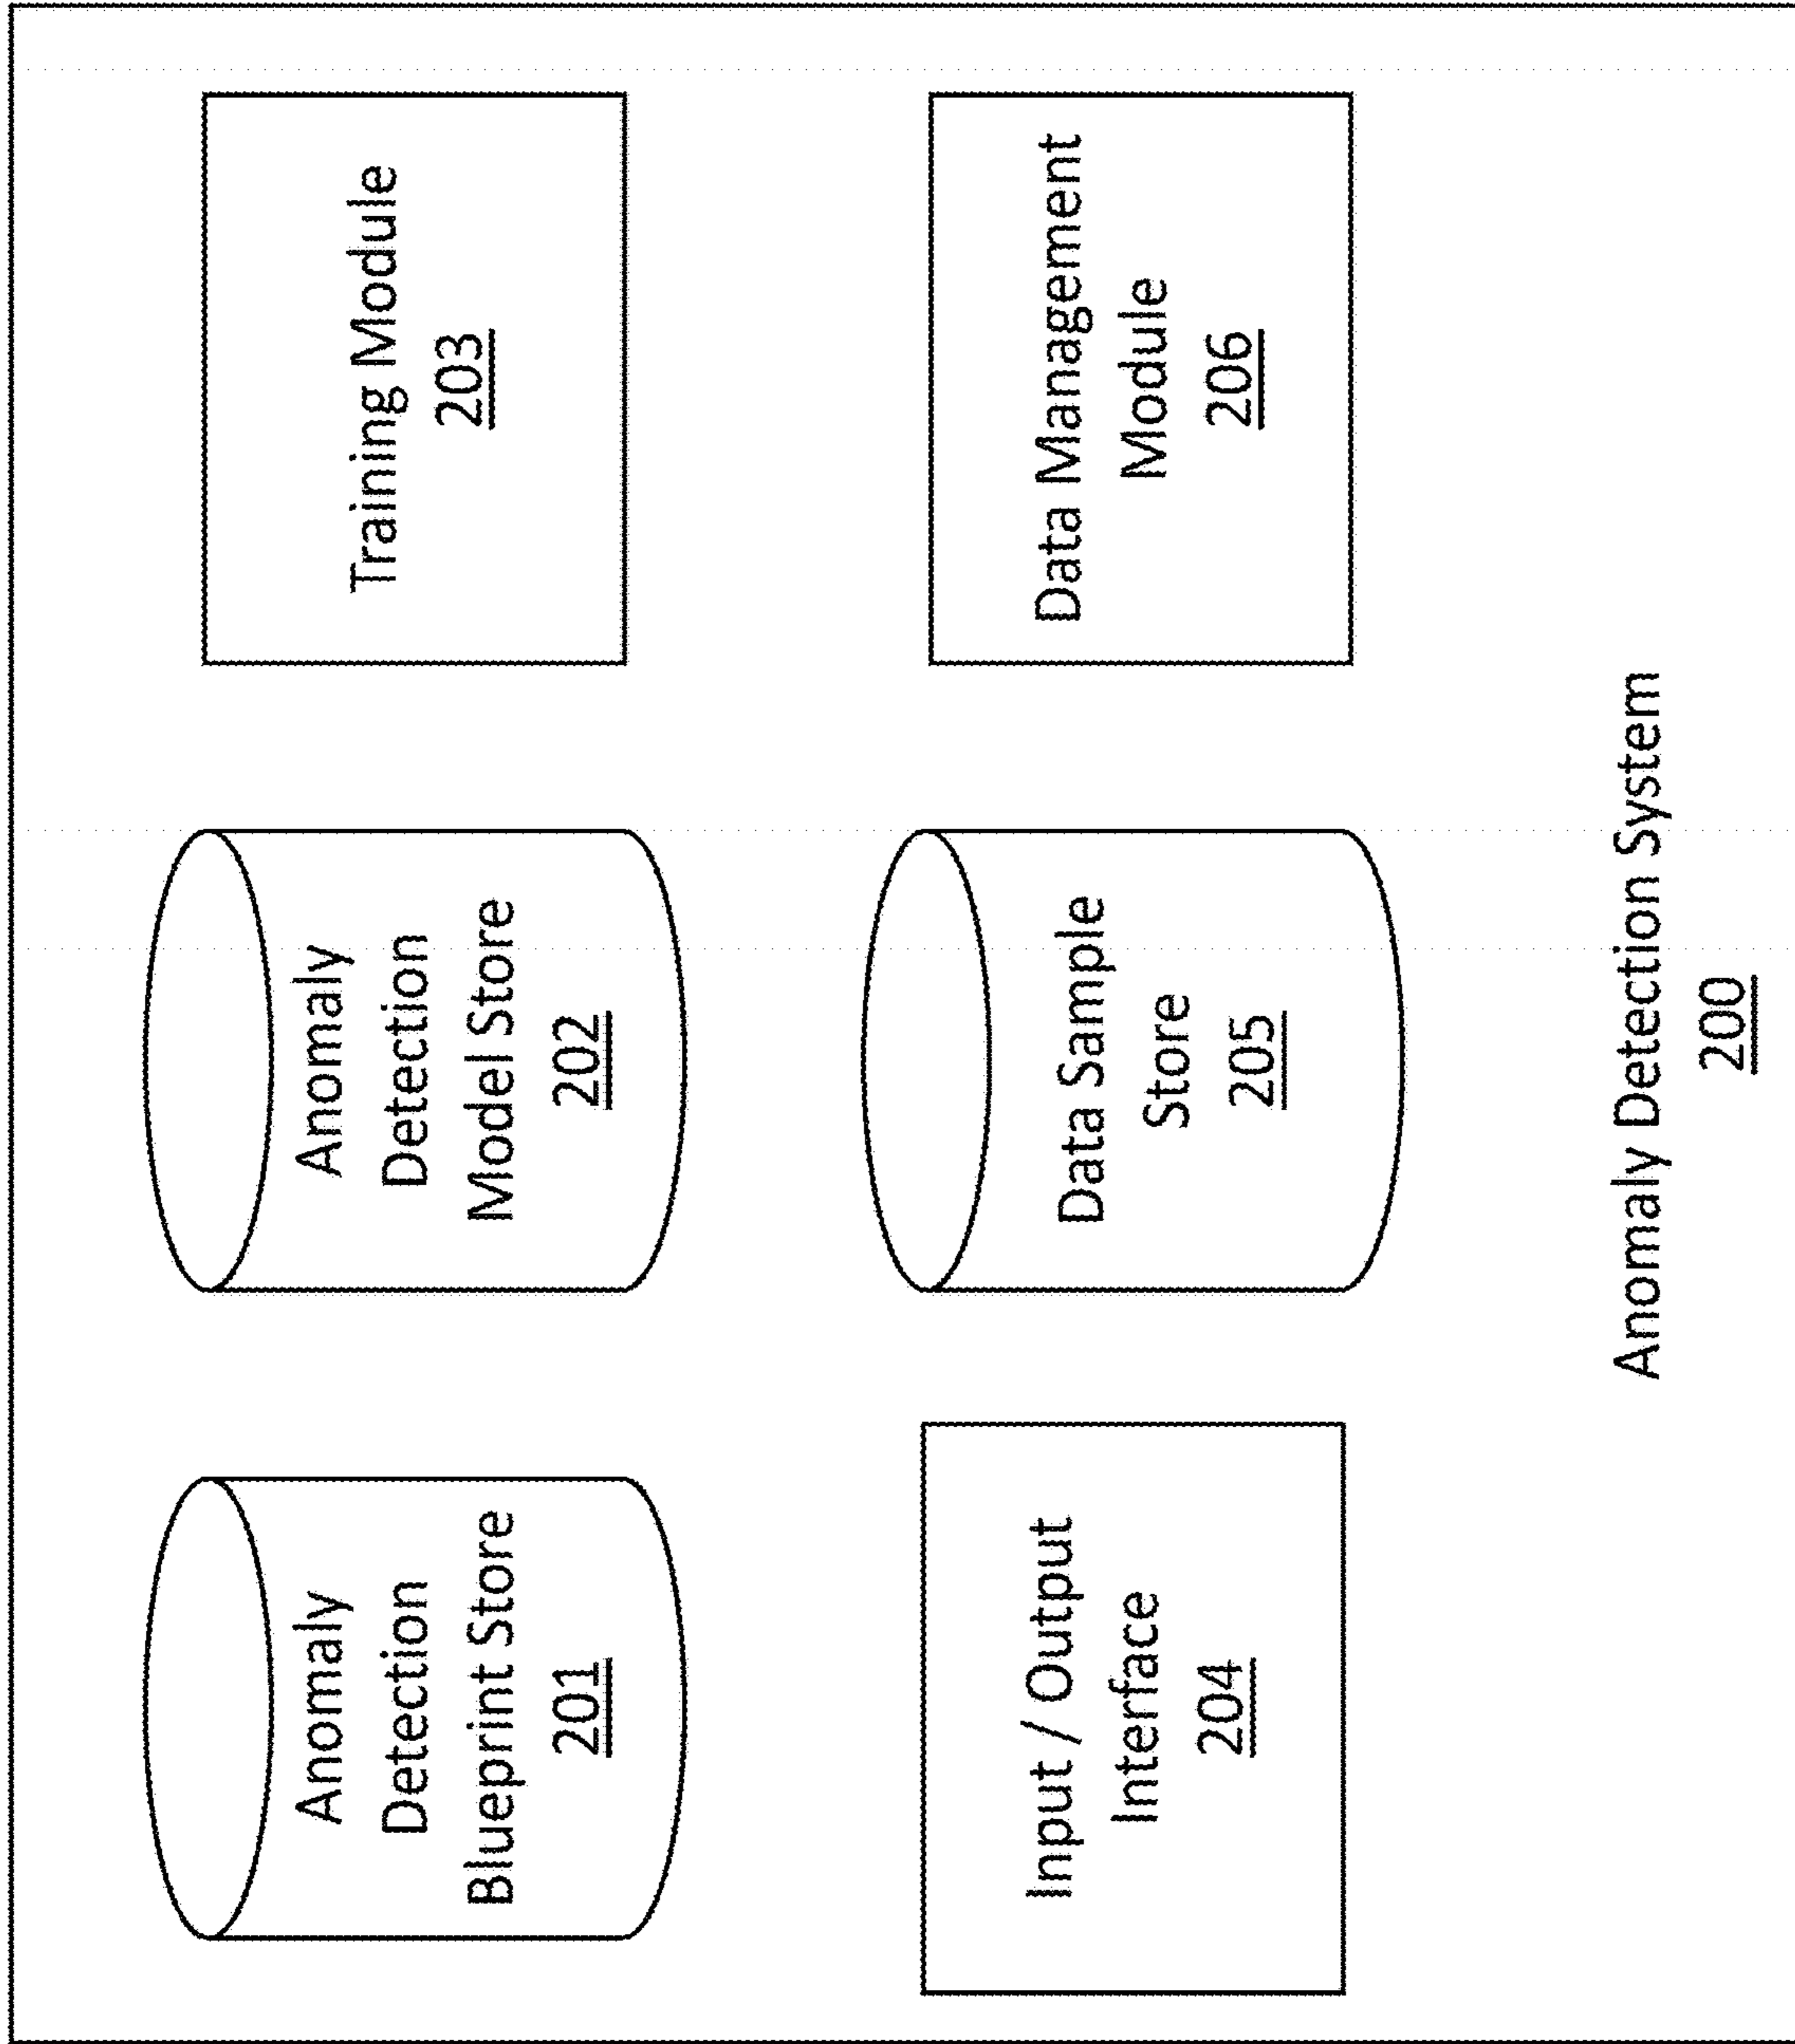 Anomaly
Detection
Blueprint Store
201
Anomaly
Detection
Model Store
202
Training Module
203
Input / Output
Interface
204
Data Sample
Store
205
Data Management
Module
206
Anomaly Detection System
200